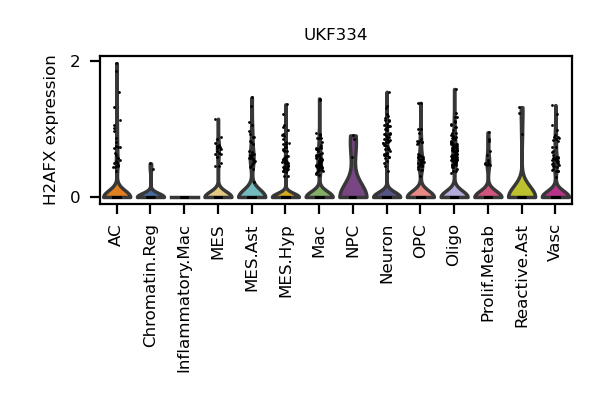 UKF334
H2AFX expression
2
0
AC
Chromatin.Reg
Inflammatory.Mac
MES
MES.Ast
MES.Hyp
Mac
NPC
Neuron
OPC
Oligo
Prolif.Metab
Reactive.Ast
Vasc